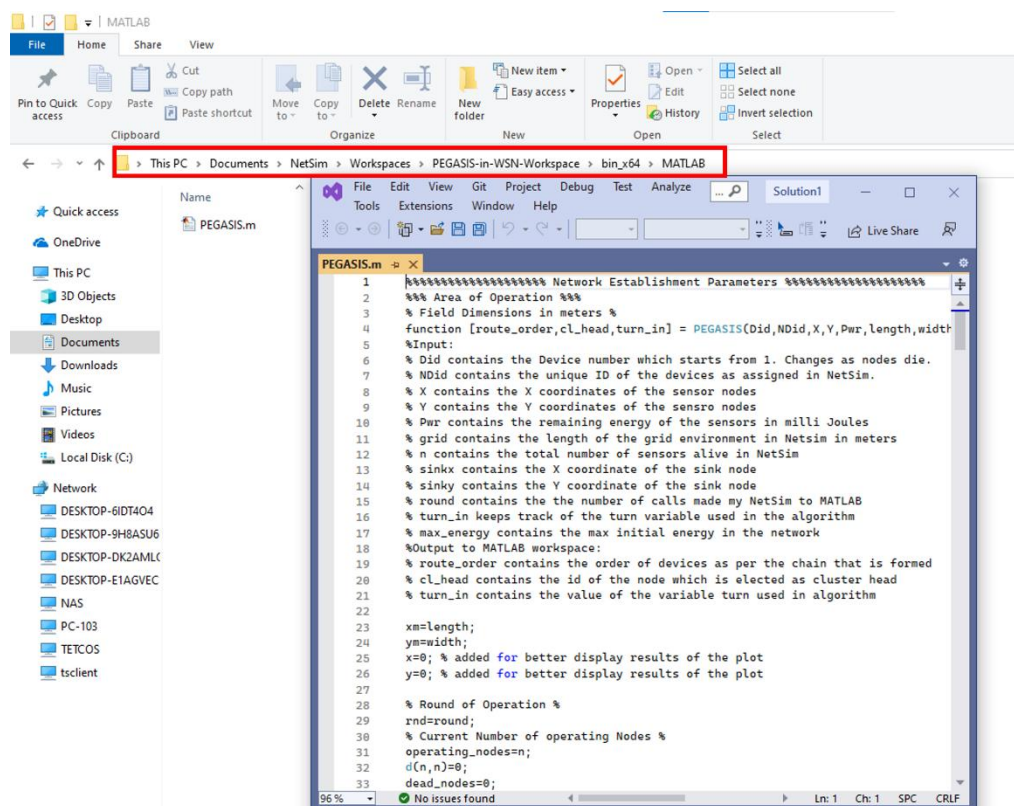 MATLAB
File Home Share View
Pin to Quick access
Copy
Paste
Cut
Copy path
Paste shortcut
Clipboard
Move to
Copy to
Delete
Rename
Organize
New folder
New item
Easy access
New
Properties
Open
Edit
History
Open
Select all
Select none
Invert selection
Select
This PC > Documents > NetSim > Workspaces > PEGASIS-in-WSN-Workspace > bin_x64 > MATLAB
Quick access
OneDrive
This PC
3D Objects
Desktop
Documents
Downloads
Music
Pictures
Videos
Local Disk (C:)
Network
DESKTOP-6IDT4O4
DESKTOP-9H8ASU6
DESKTOP-DK2AML(
DESKTOP-E1AGVEC
NAS
PC-103
TETCOS
tsclient
Name
PEGASIS.m
File Edit View Git Project Debug Test Analyze ... Solution1
Tools Extensions Window Help
Live Share
PEGASIS.m
1 %%%%%%%%%%%%%%%%%%%% Network Establishment Parameters %%%%%%%%%%%%%%%%%%%%
2 %%% Area of Operation %%%
3 % Field Dimensions in meters %
4 function [route_order,cl_head,turn_in] = PEGASIS(Did,NDid,X,Y,Pwr,length,width
5 %Input:
6 % Did contains the Device number which starts from 1. Changes as nodes die.
7 % NDid contains the unique ID of the devices as assigned in NetSim.
8 % X contains the X coordinates of the sensor nodes
9 % Y contains the Y coordinates of the sensro nodes
10 % Pwr contains the remaining energy of the sensors in milli Joules
11 % grid contains the length of the grid environment in Netsim in meters
12 % n contains the total number of sensors alive in NetSim
13 % sinkx contains the X coordinate of the sink node
14 % sinky contains the Y coordinate of the sink node
15 % round contains the the number of calls made my NetSim to MATLAB
16 % turn_in keeps track of the turn variable used in the algorithm
17 % max_energy contains the max initial energy in the network
18 %Output to MATLAB workspace:
19 % route_order contains the order of devices as per the chain that is formed
20 % cl_head contains the id of the node which is elected as cluster head
21 % turn_in contains the value of the variable turn used in algorithm
22
23 xm=length;
24 ym=width;
25 x=0; % added for better display results of the plot
26 y=0; % added for better display results of the plot
27
28 % Round of Operation %
29 rnd=round;
30 % Current Number of operating Nodes %
31 operating_nodes=n;
32 d(n,n)=0;
33 dead_nodes=0;
96 % No issues found Ln: 1 Ch: 1 SPC CRLF